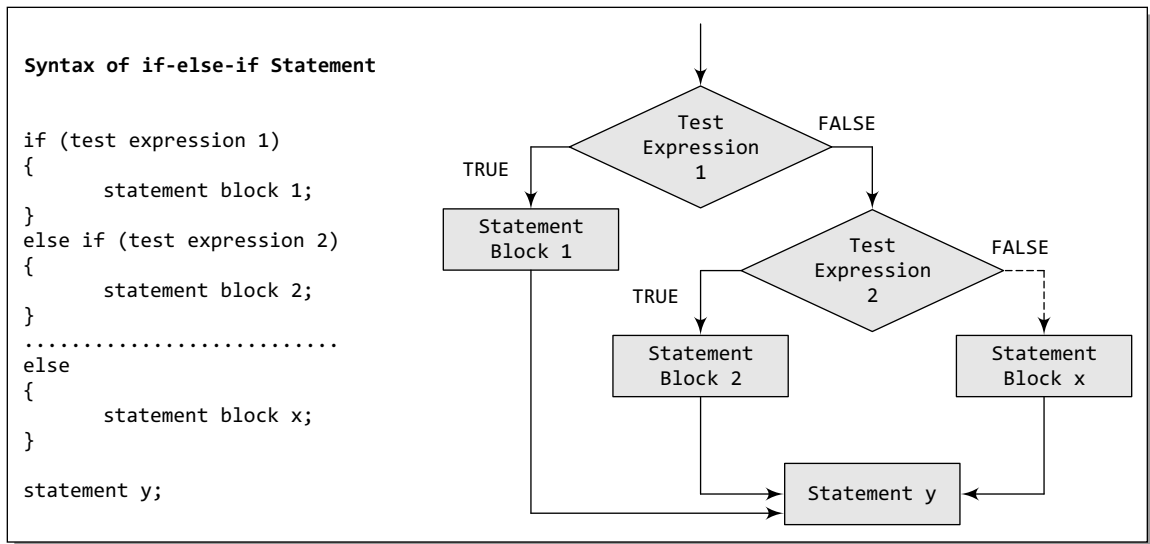 Syntax of if-else-if Statement
if (test expression 1)
{
statement block 1;
}
else if (test expression 2)
{
statement block 2;
}
...........................
else
{
statement block x;
}
statement y;
Test
Expression
1
TRUE
FALSE
Statement
Block 1
Test
Expression
2
TRUE
FALSE
Statement
Block 2
Statement
Block x
Statement y